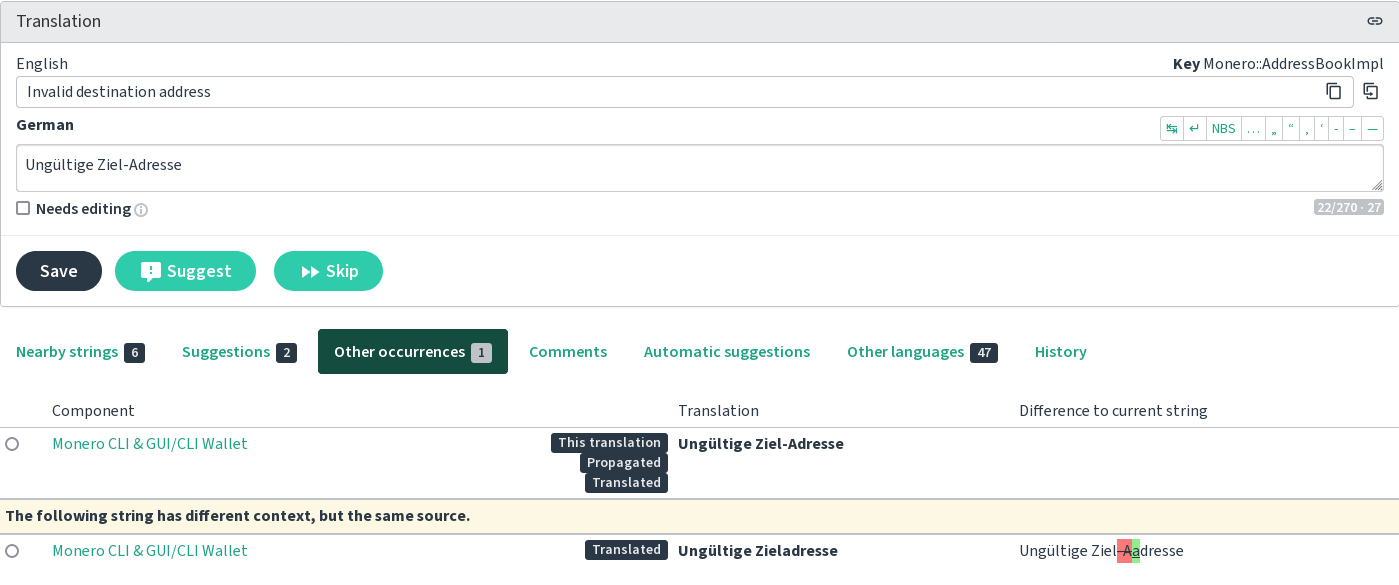 Translation
English
Key Monero::AddressBookImpl
Invalid destination address
German
↹ ↵ NBS … „ “ ‚ ‘ - – —
Ungültige Ziel-Adresse
Needs editing
22/270 · 27
Save Suggest Skip
Nearby strings 6 Suggestions 2 Other occurrences 1 Comments Automatic suggestions Other languages 47 History
Component Translation Difference to current string
Monero CLI & GUI/CLI Wallet This translation Ungültige Ziel-Adresse
Propagated
Translated
The following string has different context, but the same source.
Monero CLI & GUI/CLI Wallet Translated Ungültige Zieladresse Ungültige Ziel-Aadresse